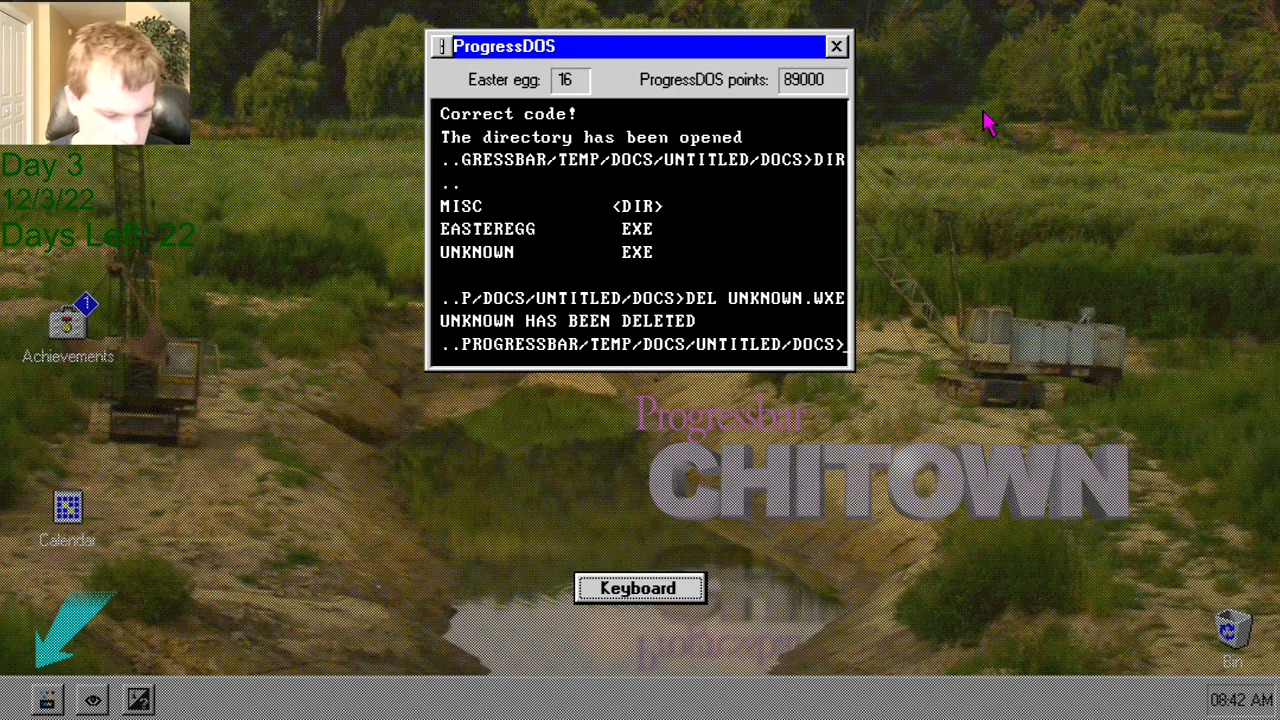 ProgressDOS
Easter egg: 16 ProgressDOS points: 89000
Correct code!
The directory has been opened
..GRESSBAR/TEMP/DOCS/UNTITLED/DOCS>DIR
..
MISC <DIR>
EASTEREGG EXE
UNKNOWN EXE
..P/DOCS/UNTITLED/DOCS>DEL UNKNOWN.WXE
UNKNOWN HAS BEEN DELETED
..PROGRESSBAR/TEMP/DOCS/UNTITLED/DOCS>_
Day 3
12/3/22
Days Left: 22
1
Achievements
Calendar
Progressbar
CHITOWN
Keyboard
Bin
08:42 AM